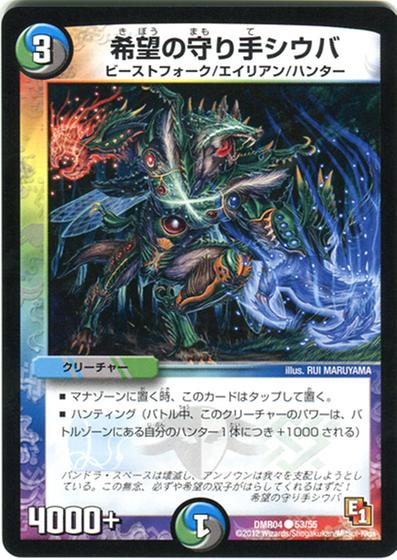 3
きぼう まも て
希望の守り手シウバ
ビーストフォーク/エイリアン/ハンター
illus. RUI MARUYAMA
クリーチャー
■ マナゾーンに置く時、このカードはタップして置く。
■ ハンティング（バトル中、このクリーチャーのパワーは、バ
トルゾーンにある自分のハンター1体につき+1000される）
パンドラ・スペースは壊滅し、アンノウンは我々を支配しようとし
ている。この無念、必ずや希望の双子がはらしてくれるはずだ！
希望の守り手シウバ
E1
4000+
1
DMR04 ● 53/55
©2012 Wizards/Shogakukan/Mitsui-Kids